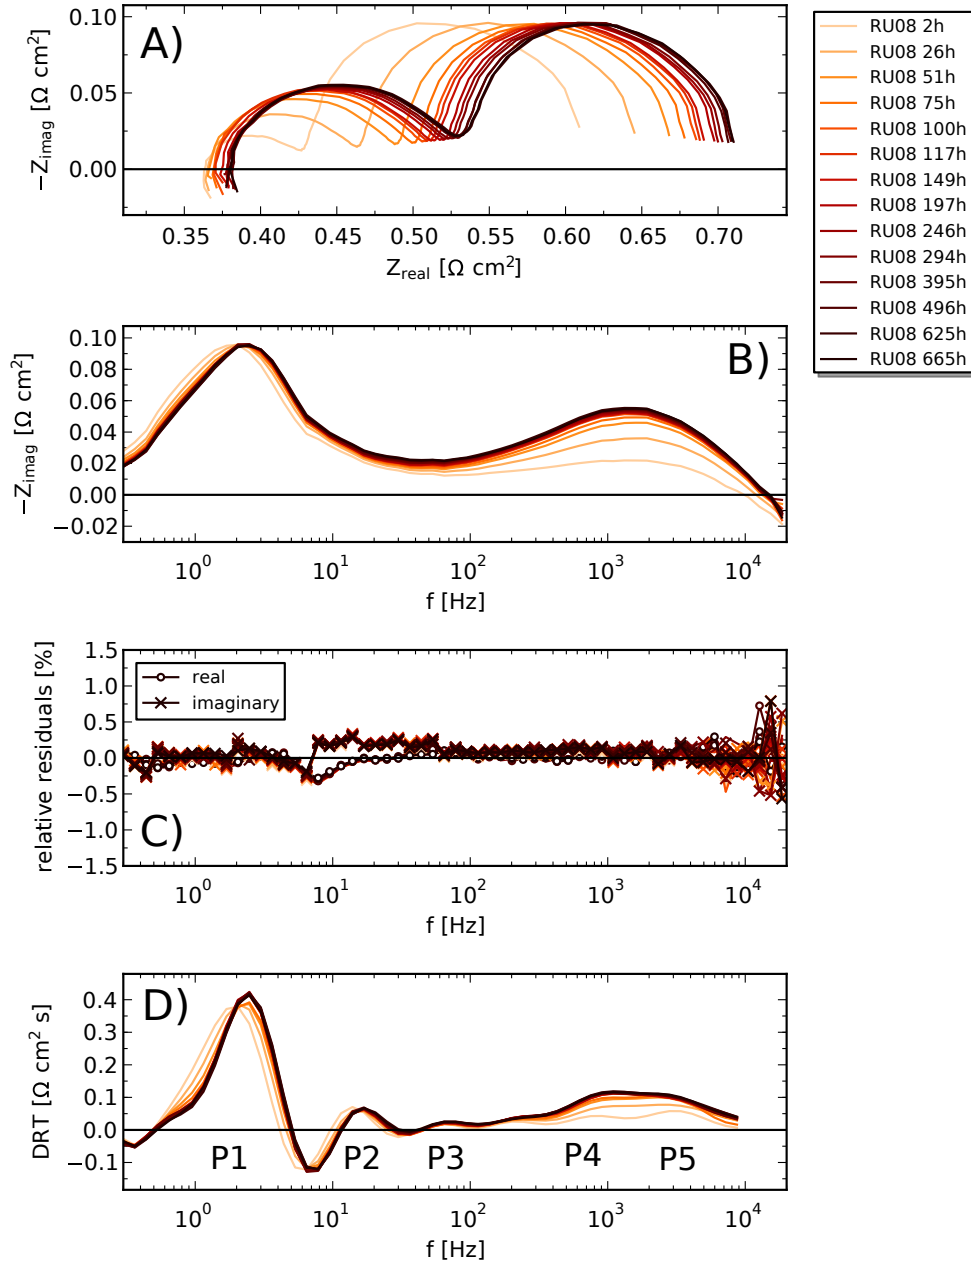 A)
−Z_imag [Ω cm²]
0.10
0.05
0.00
0.35 0.40 0.45 0.50 0.55 0.60 0.65 0.70
Z_real [Ω cm²]
RU08 2h
RU08 26h
RU08 51h
RU08 75h
RU08 100h
RU08 117h
RU08 149h
RU08 197h
RU08 246h
RU08 294h
RU08 395h
RU08 496h
RU08 625h
RU08 665h
B)
−Z_imag [Ω cm²]
0.10
0.08
0.06
0.04
0.02
0.00
−0.02
10⁰ 10¹ 10² 10³ 10⁴
f [Hz]
relative residuals [%]
1.5
1.0
0.5
0.0
−0.5
−1.0
−1.5
real
imaginary
C)
10⁰ 10¹ 10² 10³ 10⁴
f [Hz]
D)
DRT [Ω cm² s]
0.4
0.3
0.2
0.1
0.0
−0.1
P1 P2 P3 P4 P5
10⁰ 10¹ 10² 10³ 10⁴
f [Hz]